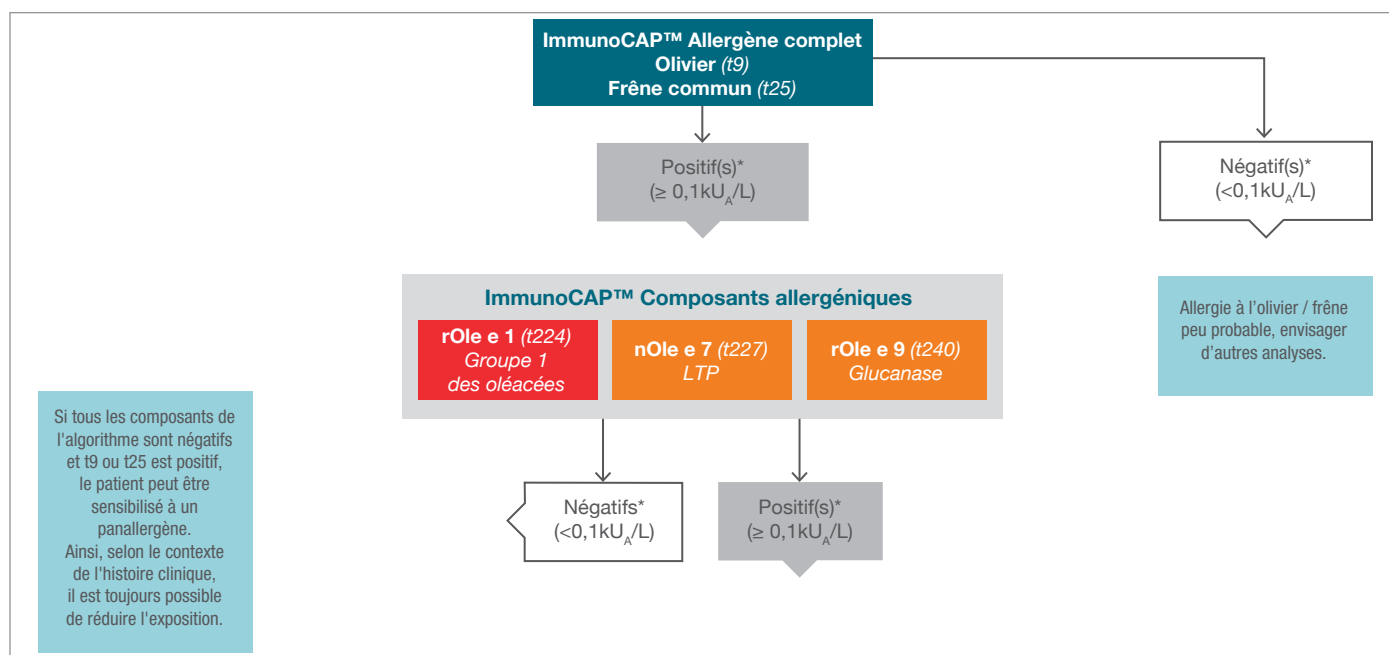 ImmunoCAP™ Allergène complet
Olivier (t9)
Frêne commun (t25)
Positif(s)*
(≥ 0,1kU_A/L)
Négatif(s)*
(<0,1kU_A/L)
ImmunoCAP™ Composants allergéniques
rOle e 1 (t224)
Groupe 1
des oléacées
nOle e 7 (t227)
LTP
rOle e 9 (t240)
Glucanase
Allergie à l’olivier / frêne
peu probable, envisager
d’autres analyses.
Si tous les composants de
l'algorithme sont négatifs
et t9 ou t25 est positif,
le patient peut être
sensibilisé à un
panallergène.
Ainsi, selon le contexte
de l'histoire clinique,
il est toujours possible
de réduire l'exposition.
Négatifs*
(<0,1kU_A/L)
Positif(s)*
(≥ 0,1kU_A/L)